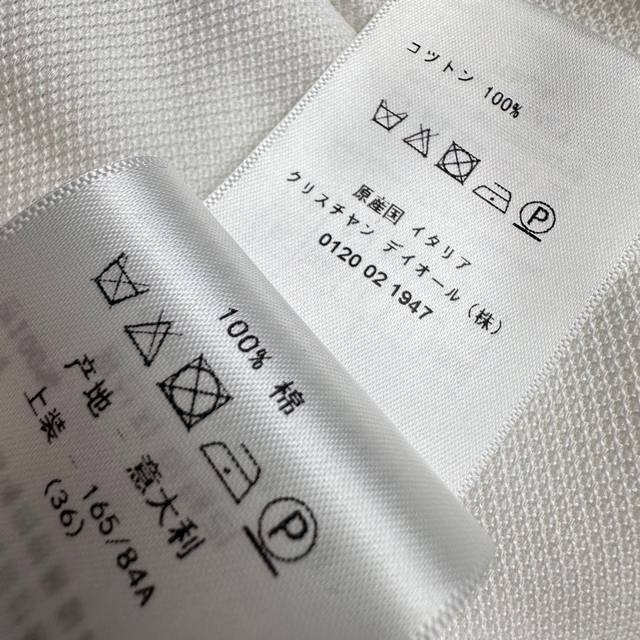 コットン 100%
P
原産国 イタリア
クリスチャン ディオール（株）
0120 02 1947
100% 棉
P
产地 - 意大利
上装 - 165/84A
(36)